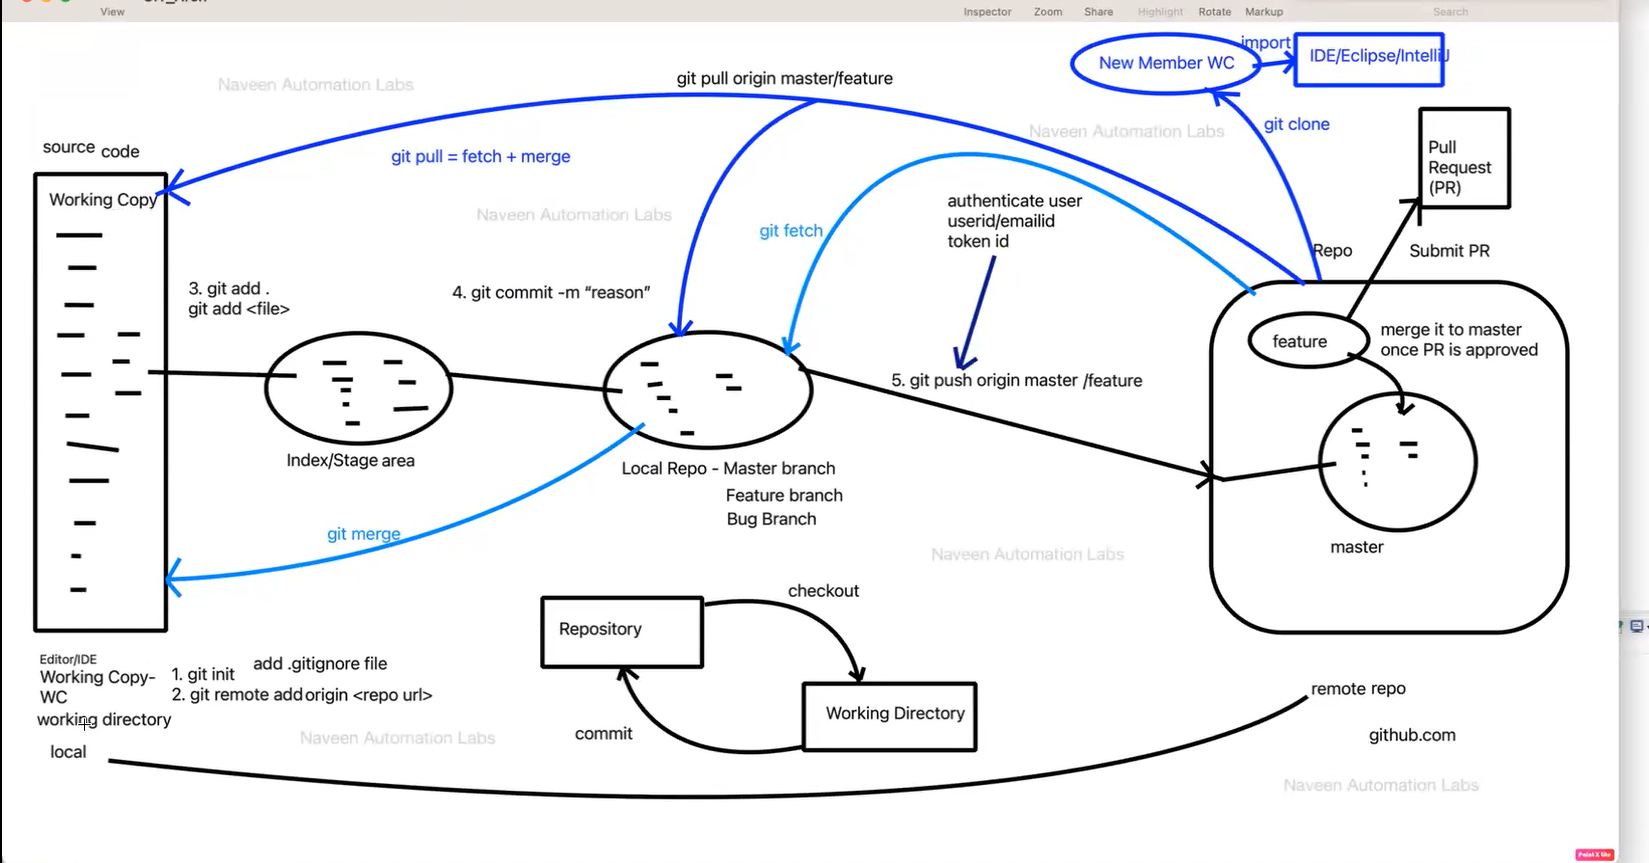 View
Inspector Zoom Share Highlight Rotate Markup Search
Naveen Automation Labs
git pull origin master/feature
New Member WC
import
IDE/Eclipse/IntelliJ
git clone
Naveen Automation Labs
Pull
Request
(PR)
source code
git pull = fetch + merge
Working Copy
Naveen Automation Labs
git fetch
authenticate user
userid/emailid
token id
Repo
Submit PR
3. git add .
git add <file>
4. git commit -m “reason”
feature
merge it to master
once PR is approved
5. git push origin master /feature
Index/Stage area
Local Repo - Master branch
Feature branch
Bug Branch
git merge
master
Naveen Automation Labs
checkout
Repository
Working Directory
commit
Editor/IDE
Working Copy-
WC
working directory
local
1. git init
add .gitignore file
2. git remote add origin <repo url>
Naveen Automation Labs
remote repo
github.com
Naveen Automation Labs